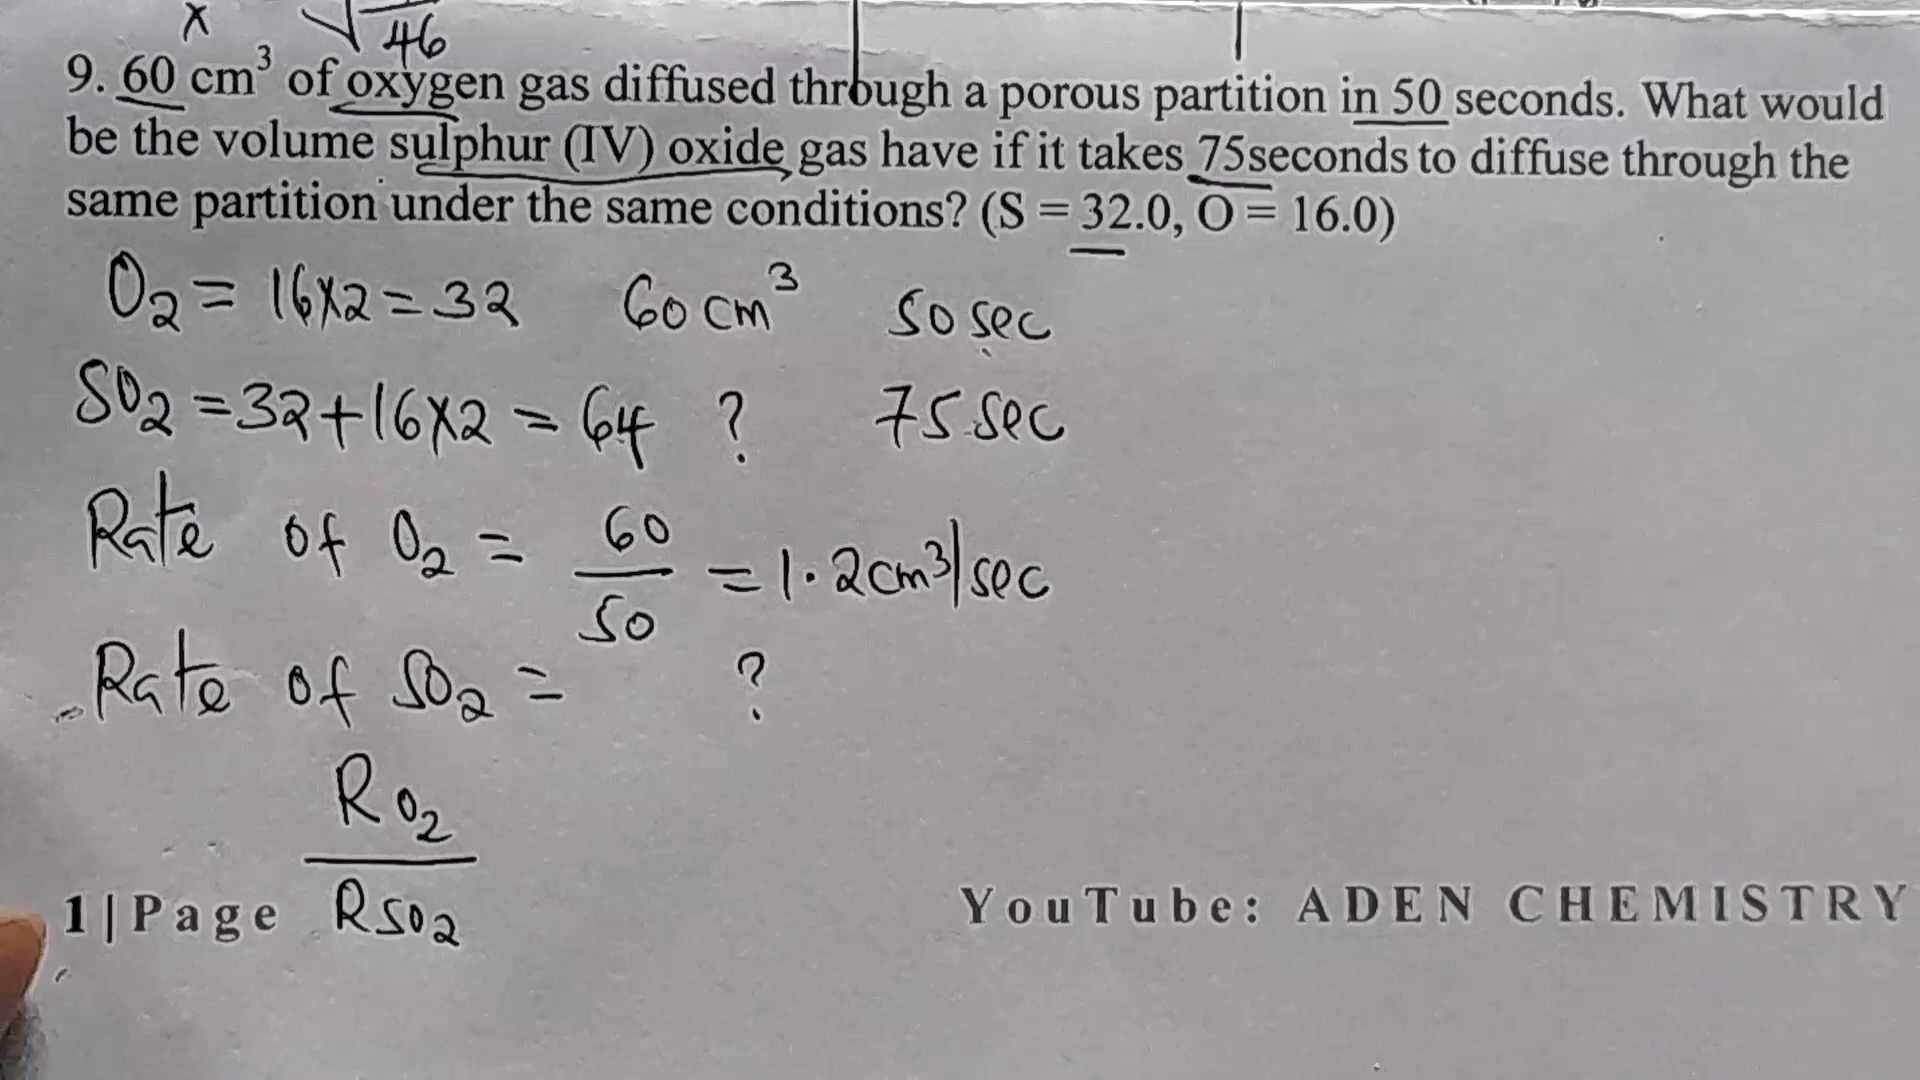 x √46
9. 60 cm³ of oxygen gas diffused through a porous partition in 50 seconds. What would
be the volume sulphur (IV) oxide gas have if it takes 75seconds to diffuse through the
same partition under the same conditions? (S = 32.0, O = 16.0)
O₂ = 16x2 = 32 60 cm³ 50 sec
SO₂ = 32+16x2 = 64 ? 75 sec
Rate of O₂ = 60/50 = 1.2cm³/sec
Rate of SO₂ = ?
R O₂
1 | Page R SO₂ YouTube: ADEN CHEMISTRY